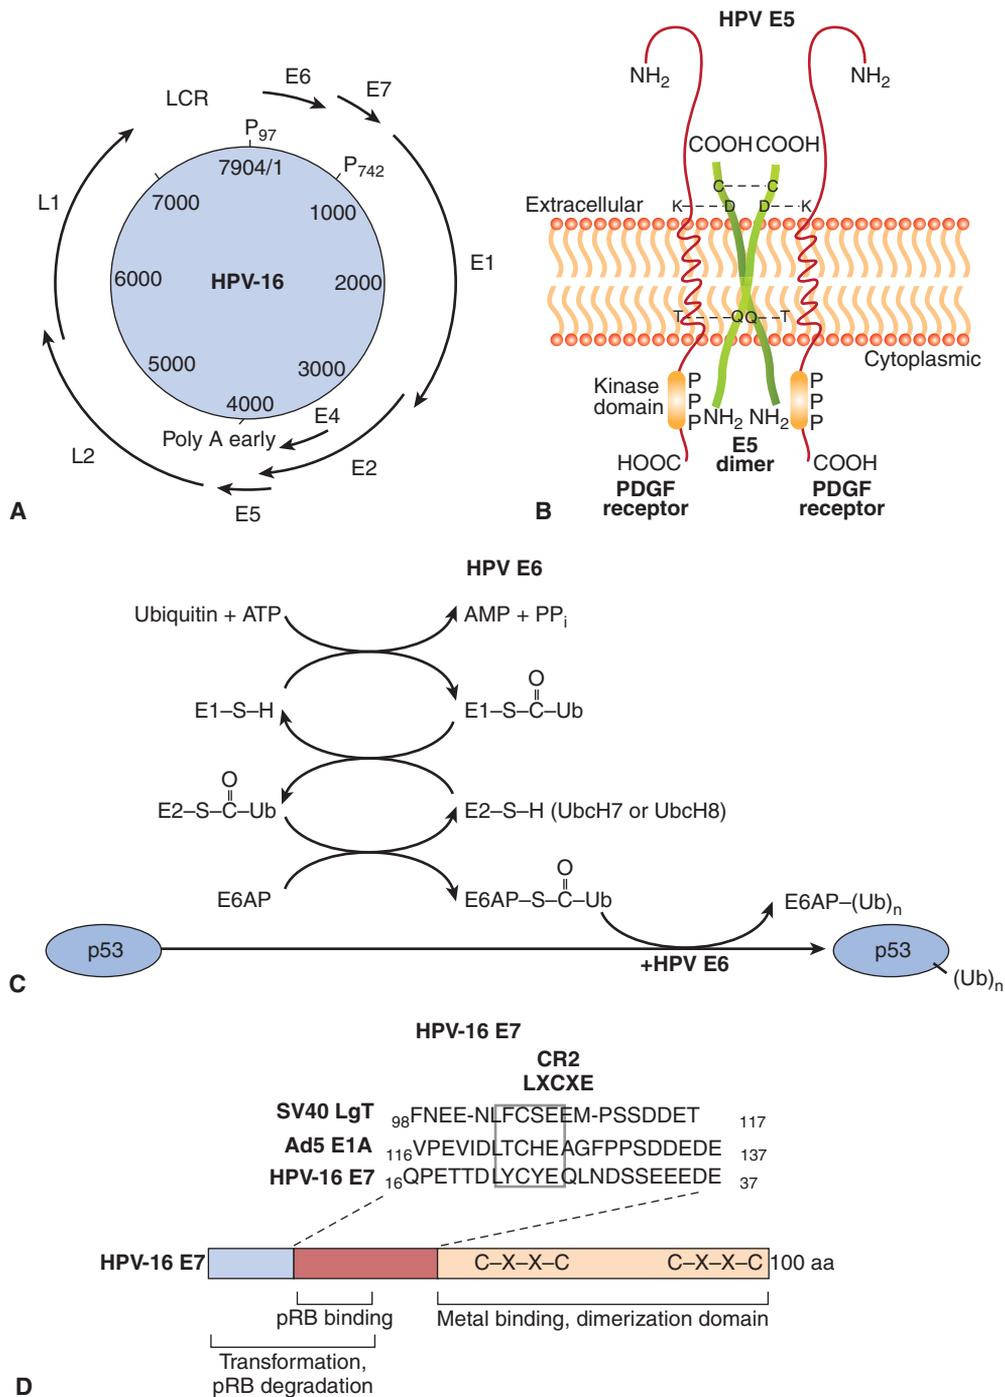 LCR
E6
E7
P97
P742
7904/1
7000
1000
L1
E1
6000
HPV-16
2000
5000
3000
4000
E4
Poly A early
L2
E2
E5
A
HPV E5
NH2
NH2
COOH COOH
C C
Extracellular
K D D K
T Q Q T
Cytoplasmic
Kinase
domain
P
P
P
P
P
P
NH2 NH2
E5
dimer
HOOC
COOH
PDGF
receptor
PDGF
receptor
B
HPV E6
Ubiquitin + ATP
AMP + PPi
O
E1–S–H
E1–S–C–Ub
O
E2–S–C–Ub
E2–S–H (UbcH7 or UbcH8)
O
E6AP
E6AP–S–C–Ub
E6AP–(Ub)n
p53
+HPV E6
p53
(Ub)n
C
HPV-16 E7
CR2
LXCXE
SV40 LgT 98FNEE-NLFCSEEM-PSSDDET 117
Ad5 E1A 116VPEVIDLTCHEAGFPPSDDEDE 137
HPV-16 E7 16QPETTDLYCYEQLNDSSEEEDE 37
HPV-16 E7 C–X–X–C C–X–X–C 100 aa
pRB binding
Metal binding, dimerization domain
Transformation,
pRB degradation
D